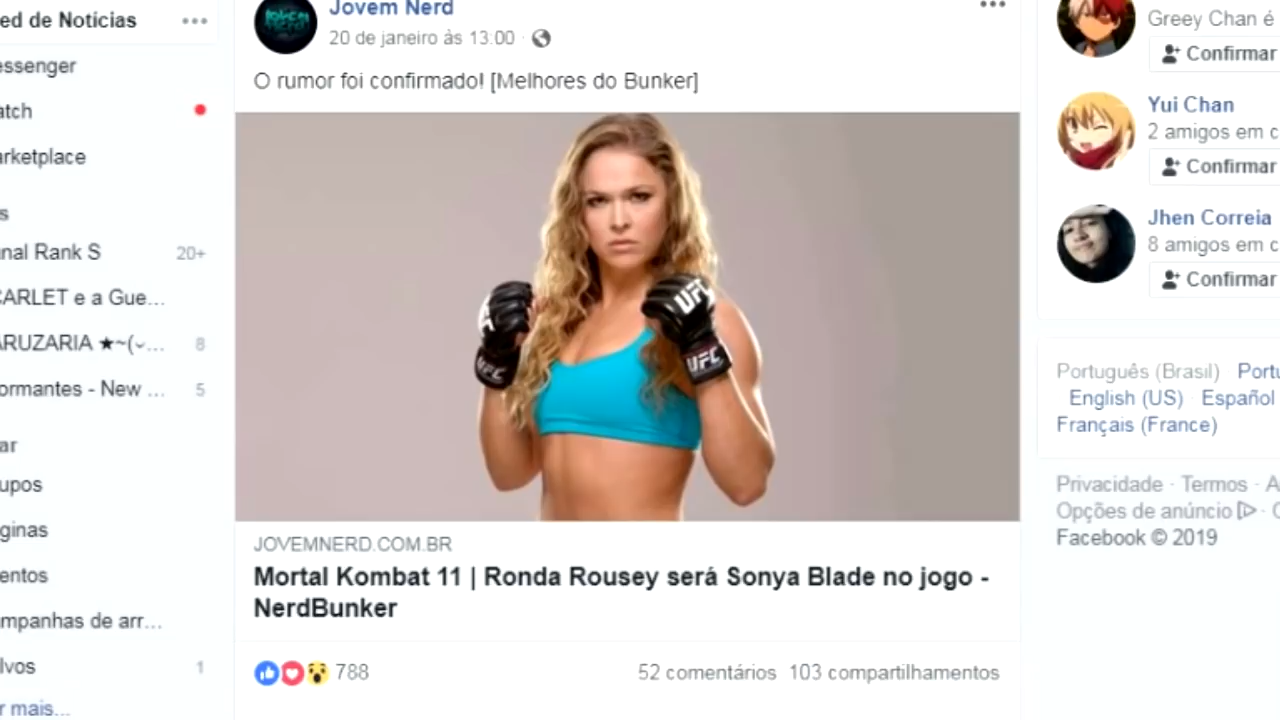 ed de Notícias
essenger
atch
arketplace
s
nal Rank S 20+
CARLET e a Gue...
ARUZARIA ★~(˘... 8
ormantes - New ... 5
ar
upos
ginas
entos
mpanhas de arr...
lvos 1
r mais...
Jovem Nerd
20 de janeiro às 13:00 ·
O rumor foi confirmado! [Melhores do Bunker]
UFC
UFC
UFC
JOVEMNERD.COM.BR
Mortal Kombat 11 | Ronda Rousey será Sonya Blade no jogo -
NerdBunker
788 52 comentários 103 compartilhamentos
Greey Chan é
Confirmar
Yui Chan
2 amigos em c
Confirmar
Jhen Correia
8 amigos em c
Confirmar
Português (Brasil) · Portu
English (US) · Español
Français (France)
Privacidade · Termos · A
Opções de anúncio · C
Facebook © 2019